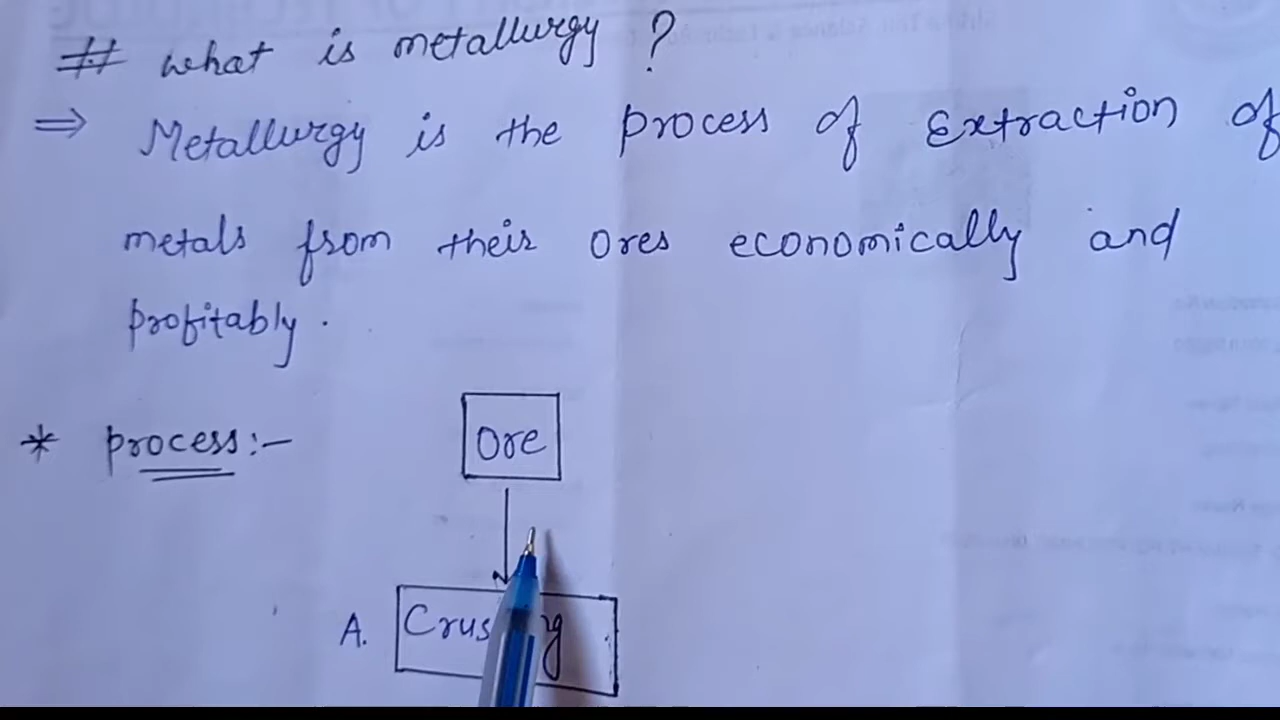 # What is metallurgy ?
⇒ Metallurgy is the process of Extraction of
metals from their Ores economically and
profitably.
* process:-
Ore
A.